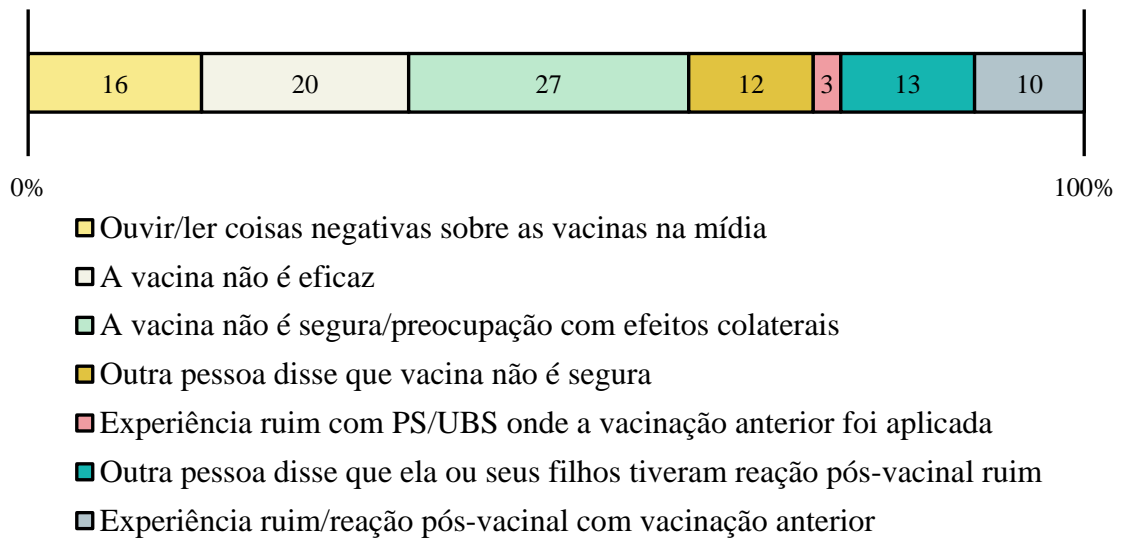 16 20 27 12 3 13 10
0% 100%
Ouvir/ler coisas negativas sobre as vacinas na mídia
A vacina não é eficaz
A vacina não é segura/preocupação com efeitos colaterais
Outra pessoa disse que vacina não é segura
Experiência ruim com PS/UBS onde a vacinação anterior foi aplicada
Outra pessoa disse que ela ou seus filhos tiveram reação pós-vacinal ruim
Experiência ruim/reação pós-vacinal com vacinação anterior